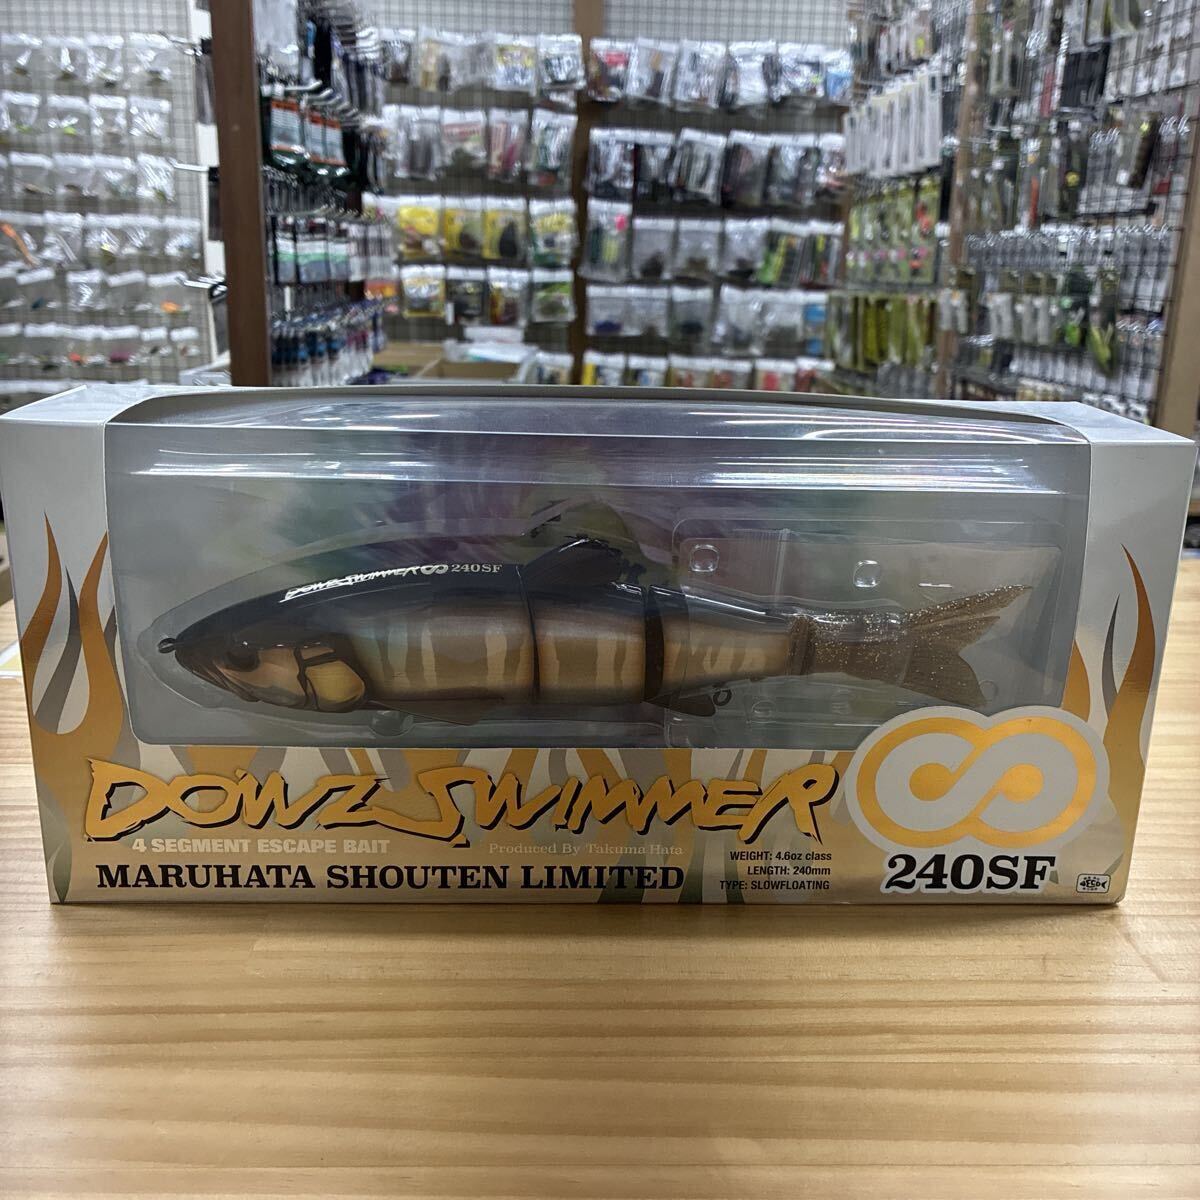 DOWZ SWIMMER 240SF
DOWZ SWIMMER
4 SEGMENT ESCAPE BAIT
Produced By Takuma Hata
MARUHATA SHOUTEN LIMITED
WEIGHT: 4.6oz class
LENGTH: 240mm
TYPE: SLOWFLOATING
240SF